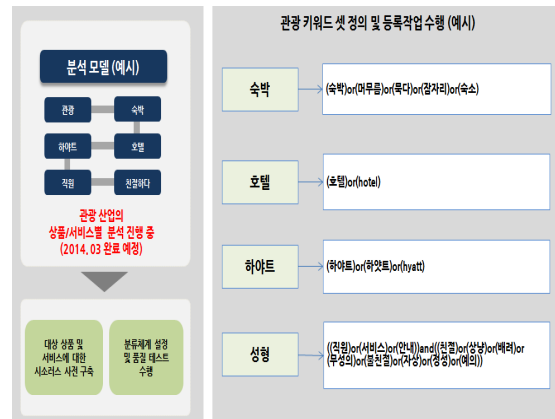 분석 모델 (예시)
관광
숙박
하야트
호텔
직원
친절하다
관광 산업의
상품/서비스별 분석 진행 중
(2014. 03 완료 예정)
대상 상품 및
서비스에 대한
시소러스 사전 구축
분류체계 설정
및 품질 테스트
수행
관광 키워드 셋 정의 및 등록작업 수행 (예시)
숙박
(숙박)or(머무름)or(묵다)or(잠자리)or(숙소)
호텔
(호텔)or(hotel)
하야트
(하야트)or(하얏트)or(hyatt)
성형
((직원)or(서비스)or(안내))and((친절)or(상냥)or(배려)or
(무성의)or(불친절)or(자상)or(정성)or(예의))